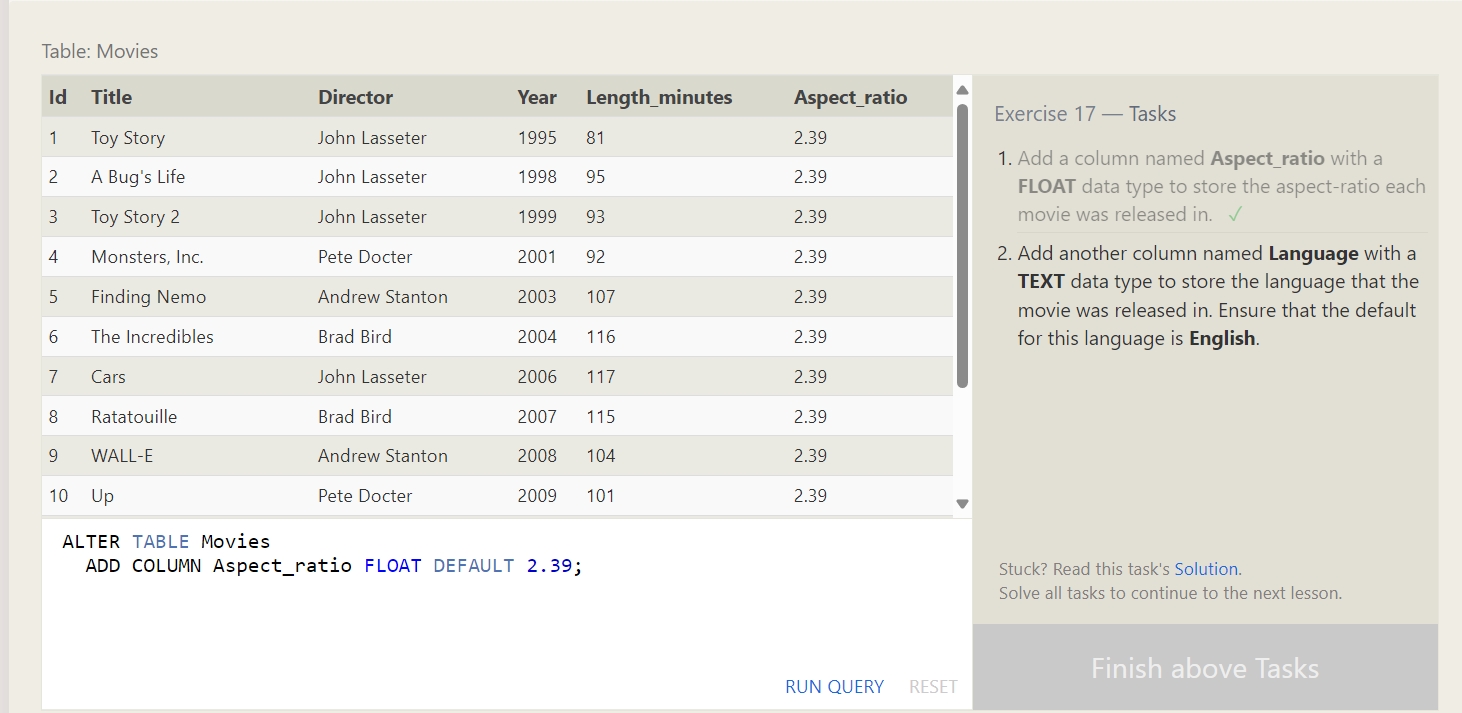 Table: Movies
Id Title Director Year Length_minutes Aspect_ratio
1 Toy Story John Lasseter 1995 81 2.39
2 A Bug's Life John Lasseter 1998 95 2.39
3 Toy Story 2 John Lasseter 1999 93 2.39
4 Monsters, Inc. Pete Docter 2001 92 2.39
5 Finding Nemo Andrew Stanton 2003 107 2.39
6 The Incredibles Brad Bird 2004 116 2.39
7 Cars John Lasseter 2006 117 2.39
8 Ratatouille Brad Bird 2007 115 2.39
9 WALL-E Andrew Stanton 2008 104 2.39
10 Up Pete Docter 2009 101 2.39
ALTER TABLE Movies
ADD COLUMN Aspect_ratio FLOAT DEFAULT 2.39;
RUN QUERY RESET
Exercise 17 — Tasks
1. Add a column named Aspect_ratio with a
FLOAT data type to store the aspect-ratio each
movie was released in. ✓
2. Add another column named Language with a
TEXT data type to store the language that the
movie was released in. Ensure that the default
for this language is English.
Stuck? Read this task's Solution.
Solve all tasks to continue to the next lesson.
Finish above Tasks